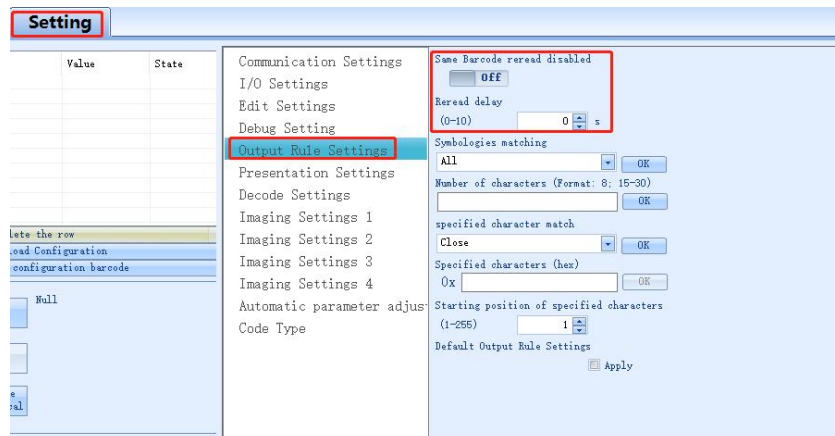 Setting
Value State
lete the row
Load Configuration
configuration barcode
Null
e
cal
Communication Settings
I/O Settings
Edit Settings
Debug Setting
Output Rule Settings
Presentation Settings
Decode Settings
Imaging Settings 1
Imaging Settings 2
Imaging Settings 3
Imaging Settings 4
Automatic parameter adjus
Code Type
Same Barcode reread disabled
Off
Reread delay
(0-10) 0 s
Symbologies matching
All OK
Number of characters (Format: 8; 15-30)
OK
specified character match
Close OK
Specified characters (hex)
0x OK
Starting position of specified characters
(1-255) 1
Default Output Rule Settings
Apply